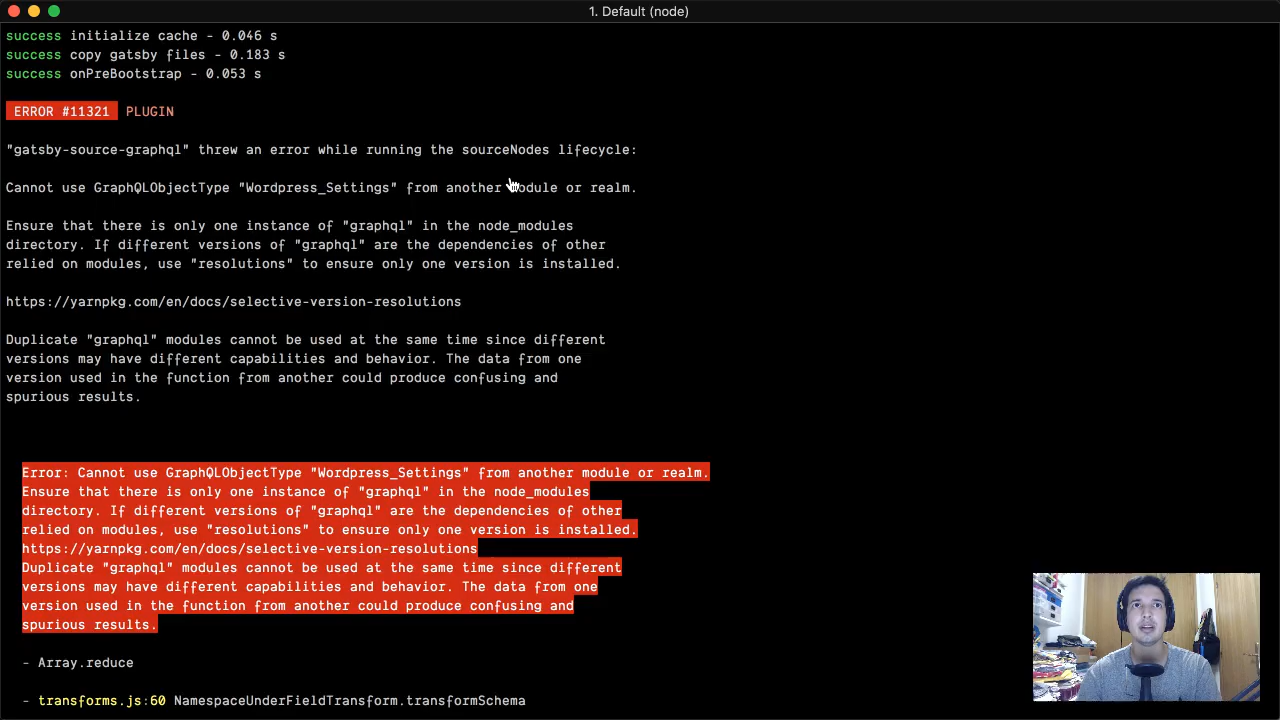 1. Default (node)
success initialize cache - 0.046 s
success copy gatsby files - 0.183 s
success onPreBootstrap - 0.053 s
ERROR #11321 PLUGIN
"gatsby-source-graphql" threw an error while running the sourceNodes lifecycle:
Cannot use GraphQLObjectType "Wordpress_Settings" from another module or realm.
Ensure that there is only one instance of "graphql" in the node_modules
directory. If different versions of "graphql" are the dependencies of other
relied on modules, use "resolutions" to ensure only one version is installed.
https://yarnpkg.com/en/docs/selective-version-resolutions
Duplicate "graphql" modules cannot be used at the same time since different
versions may have different capabilities and behavior. The data from one
version used in the function from another could produce confusing and
spurious results.
Error: Cannot use GraphQLObjectType "Wordpress_Settings" from another module or realm.
Ensure that there is only one instance of "graphql" in the node_modules
directory. If different versions of "graphql" are the dependencies of other
relied on modules, use "resolutions" to ensure only one version is installed.
https://yarnpkg.com/en/docs/selective-version-resolutions
Duplicate "graphql" modules cannot be used at the same time since different
versions may have different capabilities and behavior. The data from one
version used in the function from another could produce confusing and
spurious results.
- Array.reduce
- transforms.js:60 NamespaceUnderFieldTransform.transformSchema